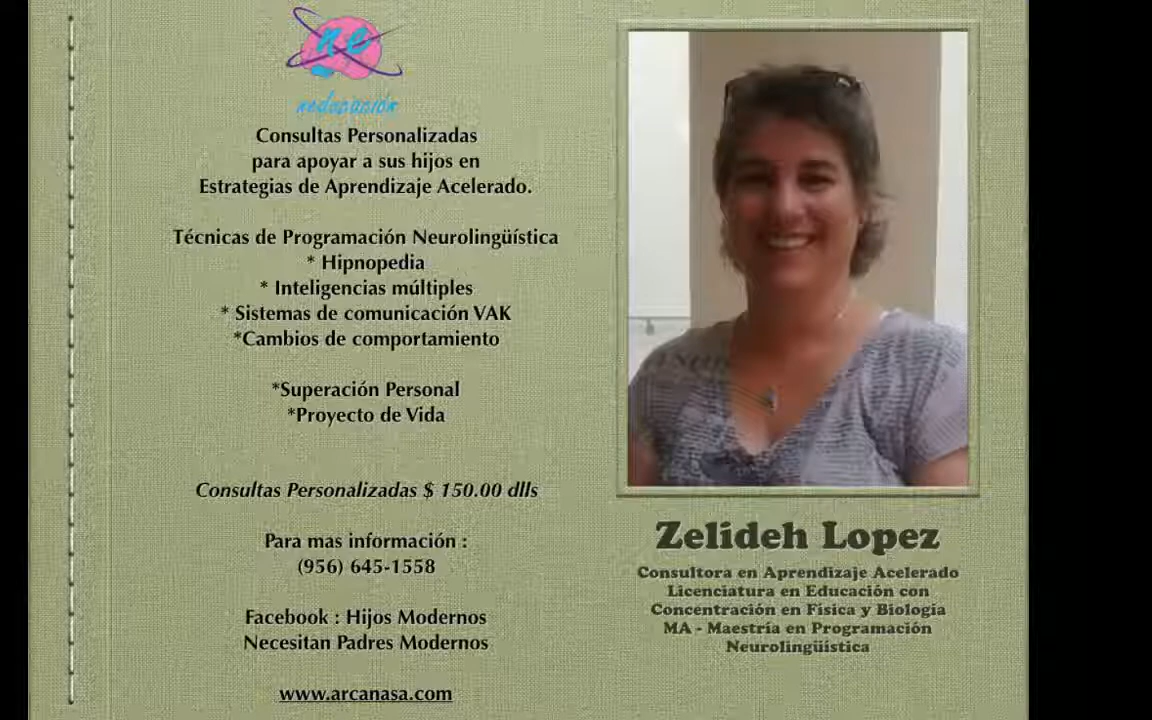 ne
neducación
Consultas Personalizadas
para apoyar a sus hijos en
Estrategias de Aprendizaje Acelerado.
Técnicas de Programación Neurolingüística
* Hipnopedia
* Inteligencias múltiples
* Sistemas de comunicación VAK
*Cambios de comportamiento
*Superación Personal
*Proyecto de Vida
Consultas Personalizadas $ 150.00 dlls
Para mas información :
(956) 645-1558
Facebook : Hijos Modernos
Necesitan Padres Modernos
www.arcanasa.com
Zelideh Lopez
Consultora en Aprendizaje Acelerado
Licenciatura en Educación con
Concentración en Física y Biología
MA - Maestría en Programación
Neurolingüística